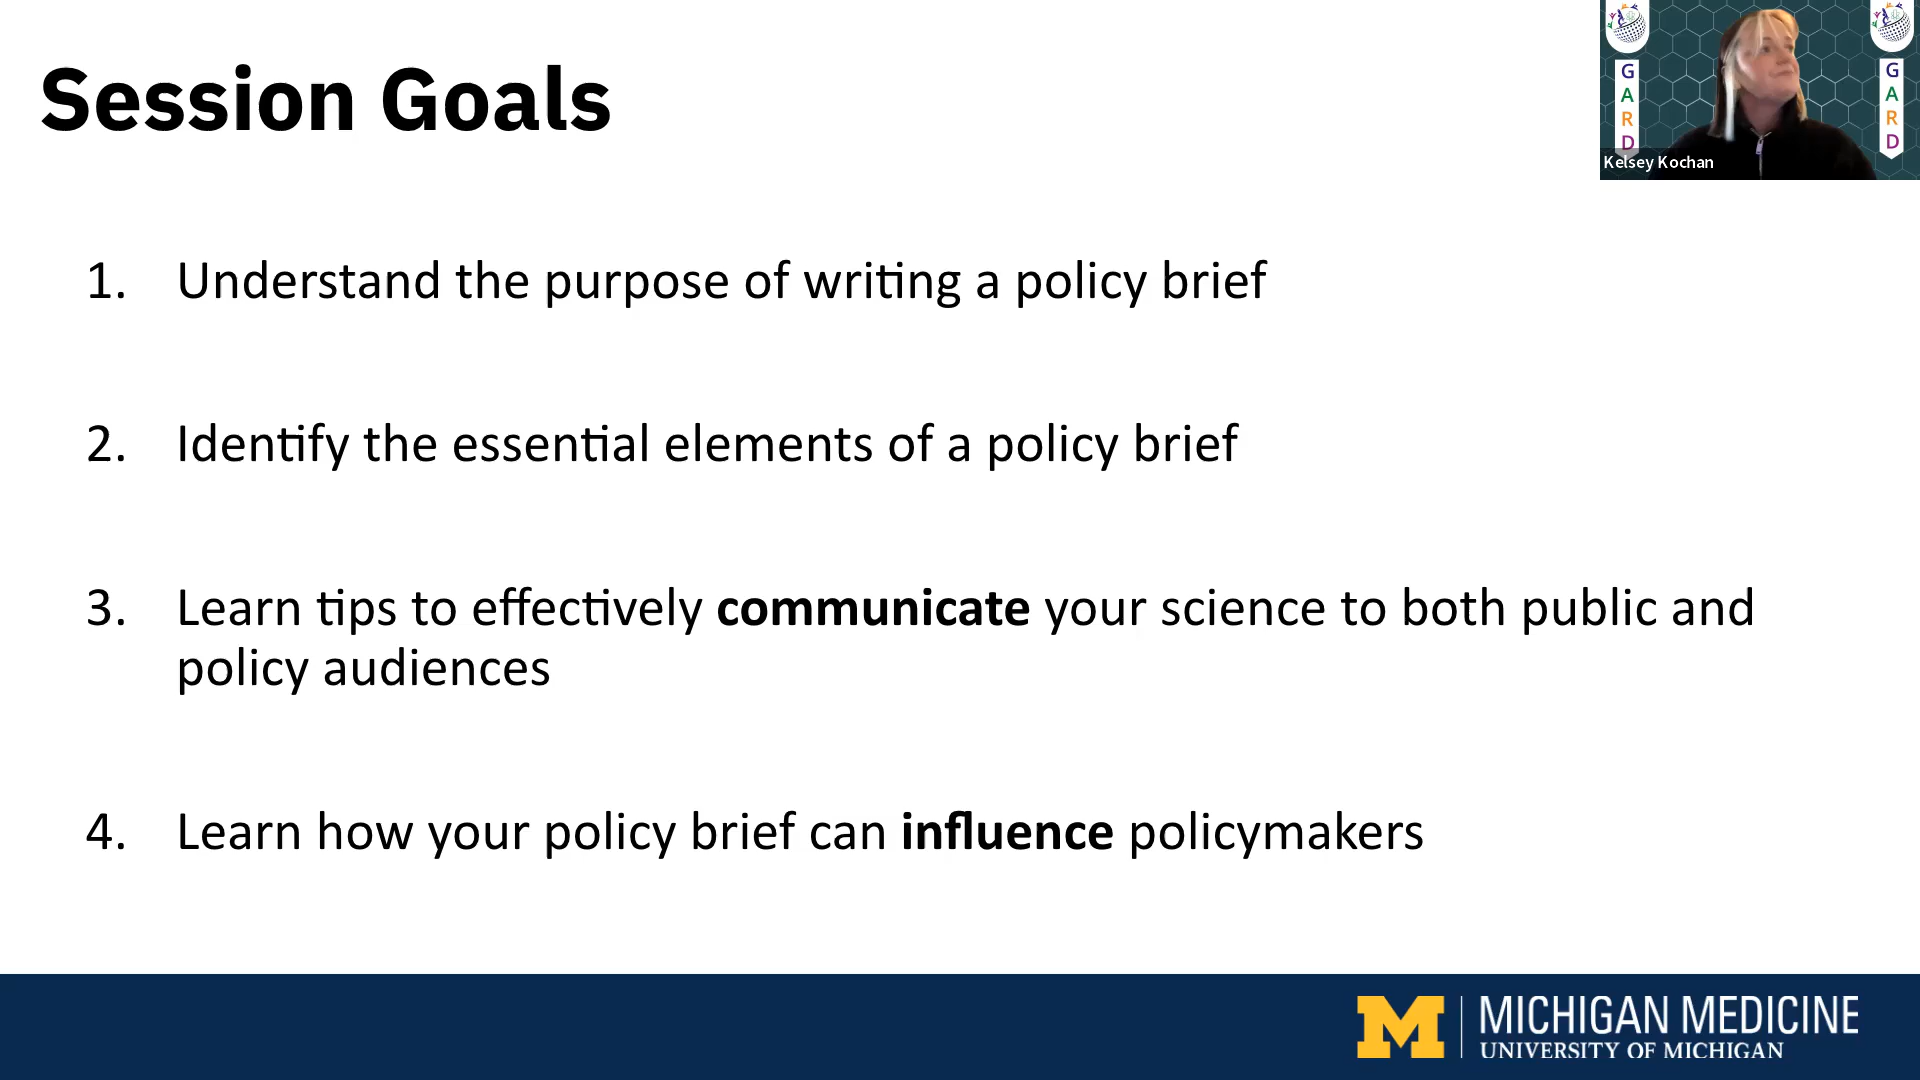 Session Goals
1. Understand the purpose of writing a policy brief
2. Identify the essential elements of a policy brief
3. Learn tips to effectively communicate your science to both public and
policy audiences
4. Learn how your policy brief can influence policymakers
G
A
R
D
G
A
R
D
Kelsey Kochan
M
MICHIGAN MEDICINE
UNIVERSITY OF MICHIGAN